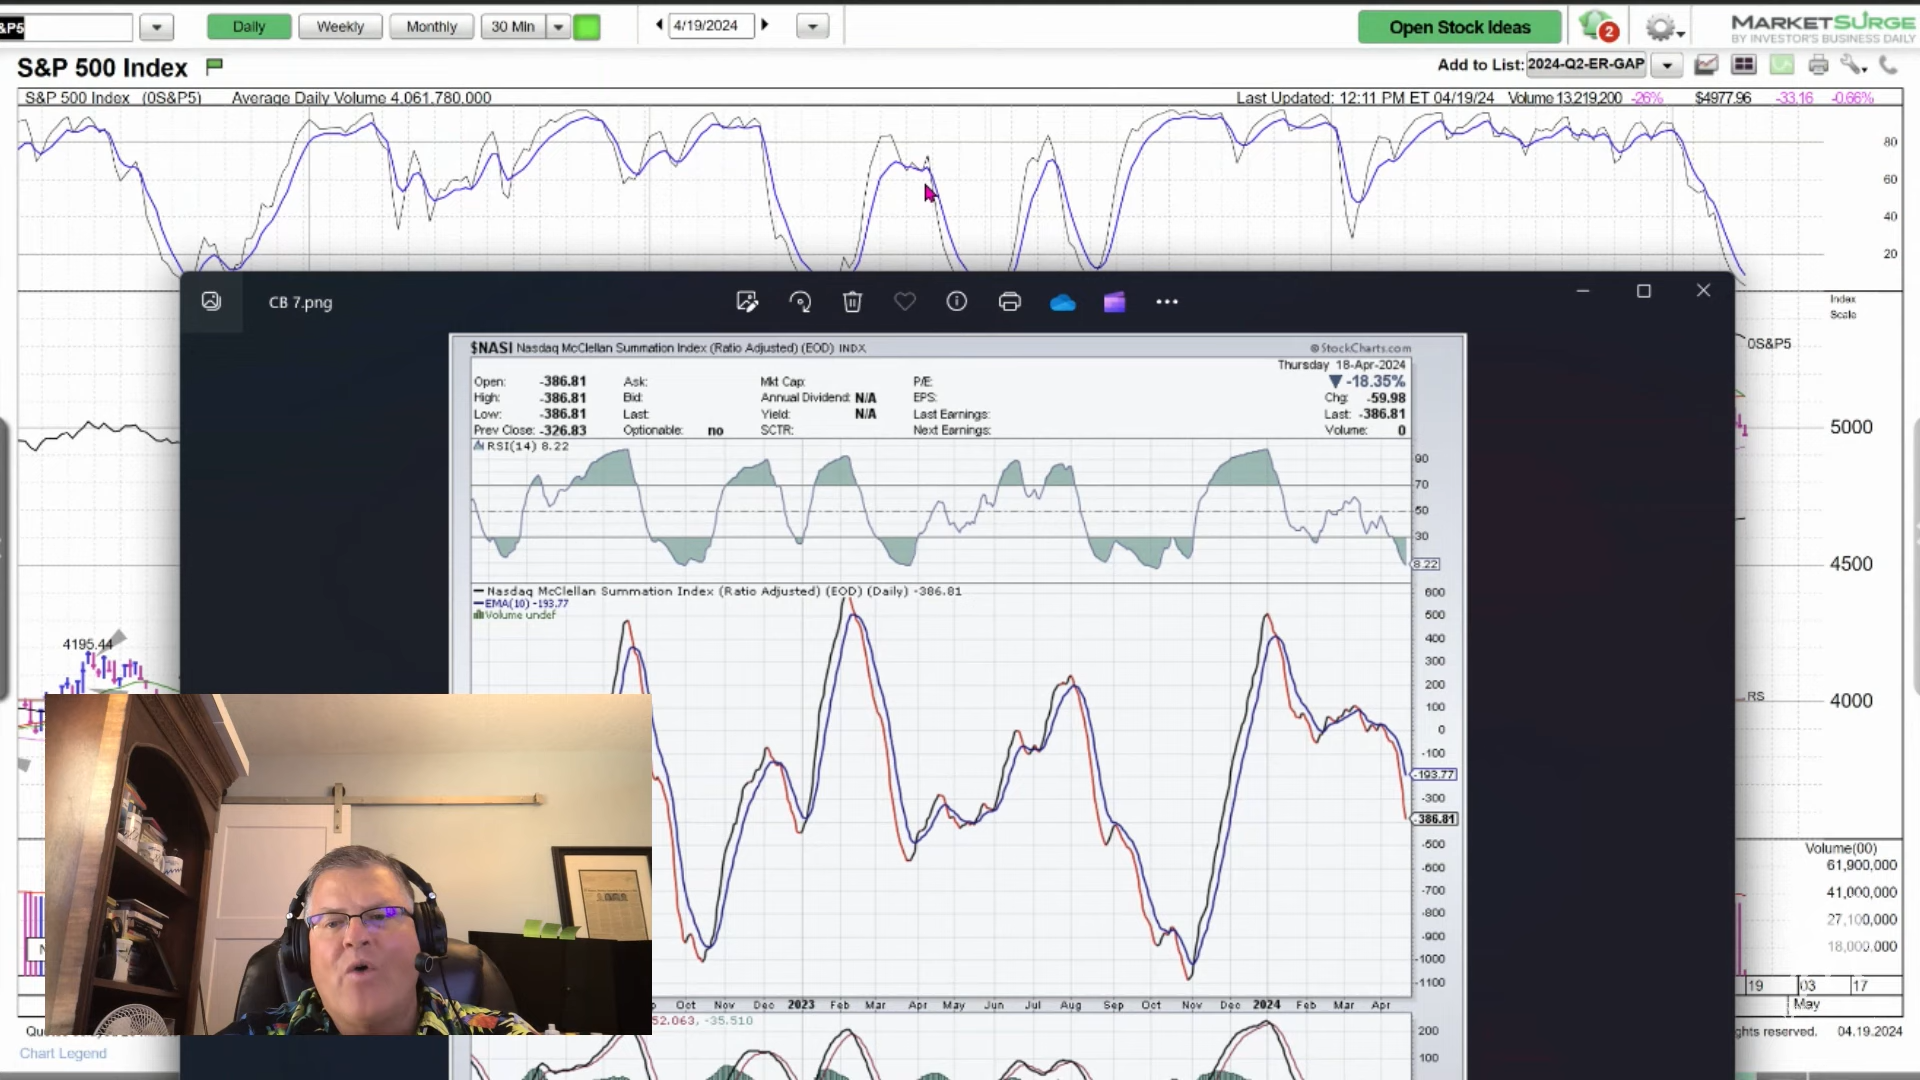 &P5
Daily
Weekly
Monthly
30 Min
4/19/2024
Open Stock Ideas
2
MARKETSURGE
BY INVESTOR'S BUSINESS DAILY
S&P 500 Index
Add to List:
2024-Q2-ER-GAP
S&P 500 Index (0S&P5) Average Daily Volume 4,061,780,000
Last Updated: 12:11 PM ET 04/19/24 Volume 13,219,200 -26% $4977.96 -33.16 -0.66%
80
60
40
20
CB 7.png
Index
Scale
0S&P5
$NASI Nasdaq McClellan Summation Index (Ratio Adjusted) (EOD) INDX
@StockCharts.com
Thursday 18-Apr-2024
Open: -386.81 Ask: Mkt Cap: P/E: -18.35%
High: -386.81 Bid: Annual Dividend: N/A EPS: Chg: -59.98
Low: -386.81 Last: Yield: N/A Last Earnings: Last: -386.81
Prev Close: -326.83 Optionable: no SCTR: Next Earnings: Volume: 0
RSI(14) 8.22
90
70
50
30
8.22
5000
4500
RS
4000
4195.44
Nasdaq McClellan Summation Index (Ratio Adjusted) (EOD) (Daily) -386.81
EMA(10) -193.77
Volume undef
600
500
400
300
200
100
0
-100
-193.77
-300
-386.81
-500
-600
-700
-800
-900
-1000
-1100
Oct Nov Dec 2023 Feb Mar Apr May Jun Jul Aug Sep Oct Nov Dec 2024 Feb Mar Apr
52.063, -35.510
200
100
Volume(00)
61,900,000
41,000,000
27,100,000
18,000,000
19 03 17
May
N
Qu
ghts reserved. 04.19.2024
Chart Legend